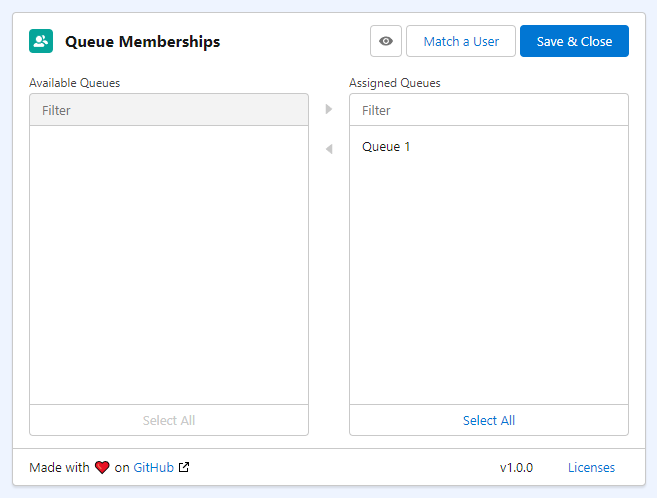 Queue Memberships
Match a User
Save & Close
Available Queues
Filter
Select All
Assigned Queues
Filter
Queue 1
Select All
Made with on GitHub
v1.0.0
Licenses